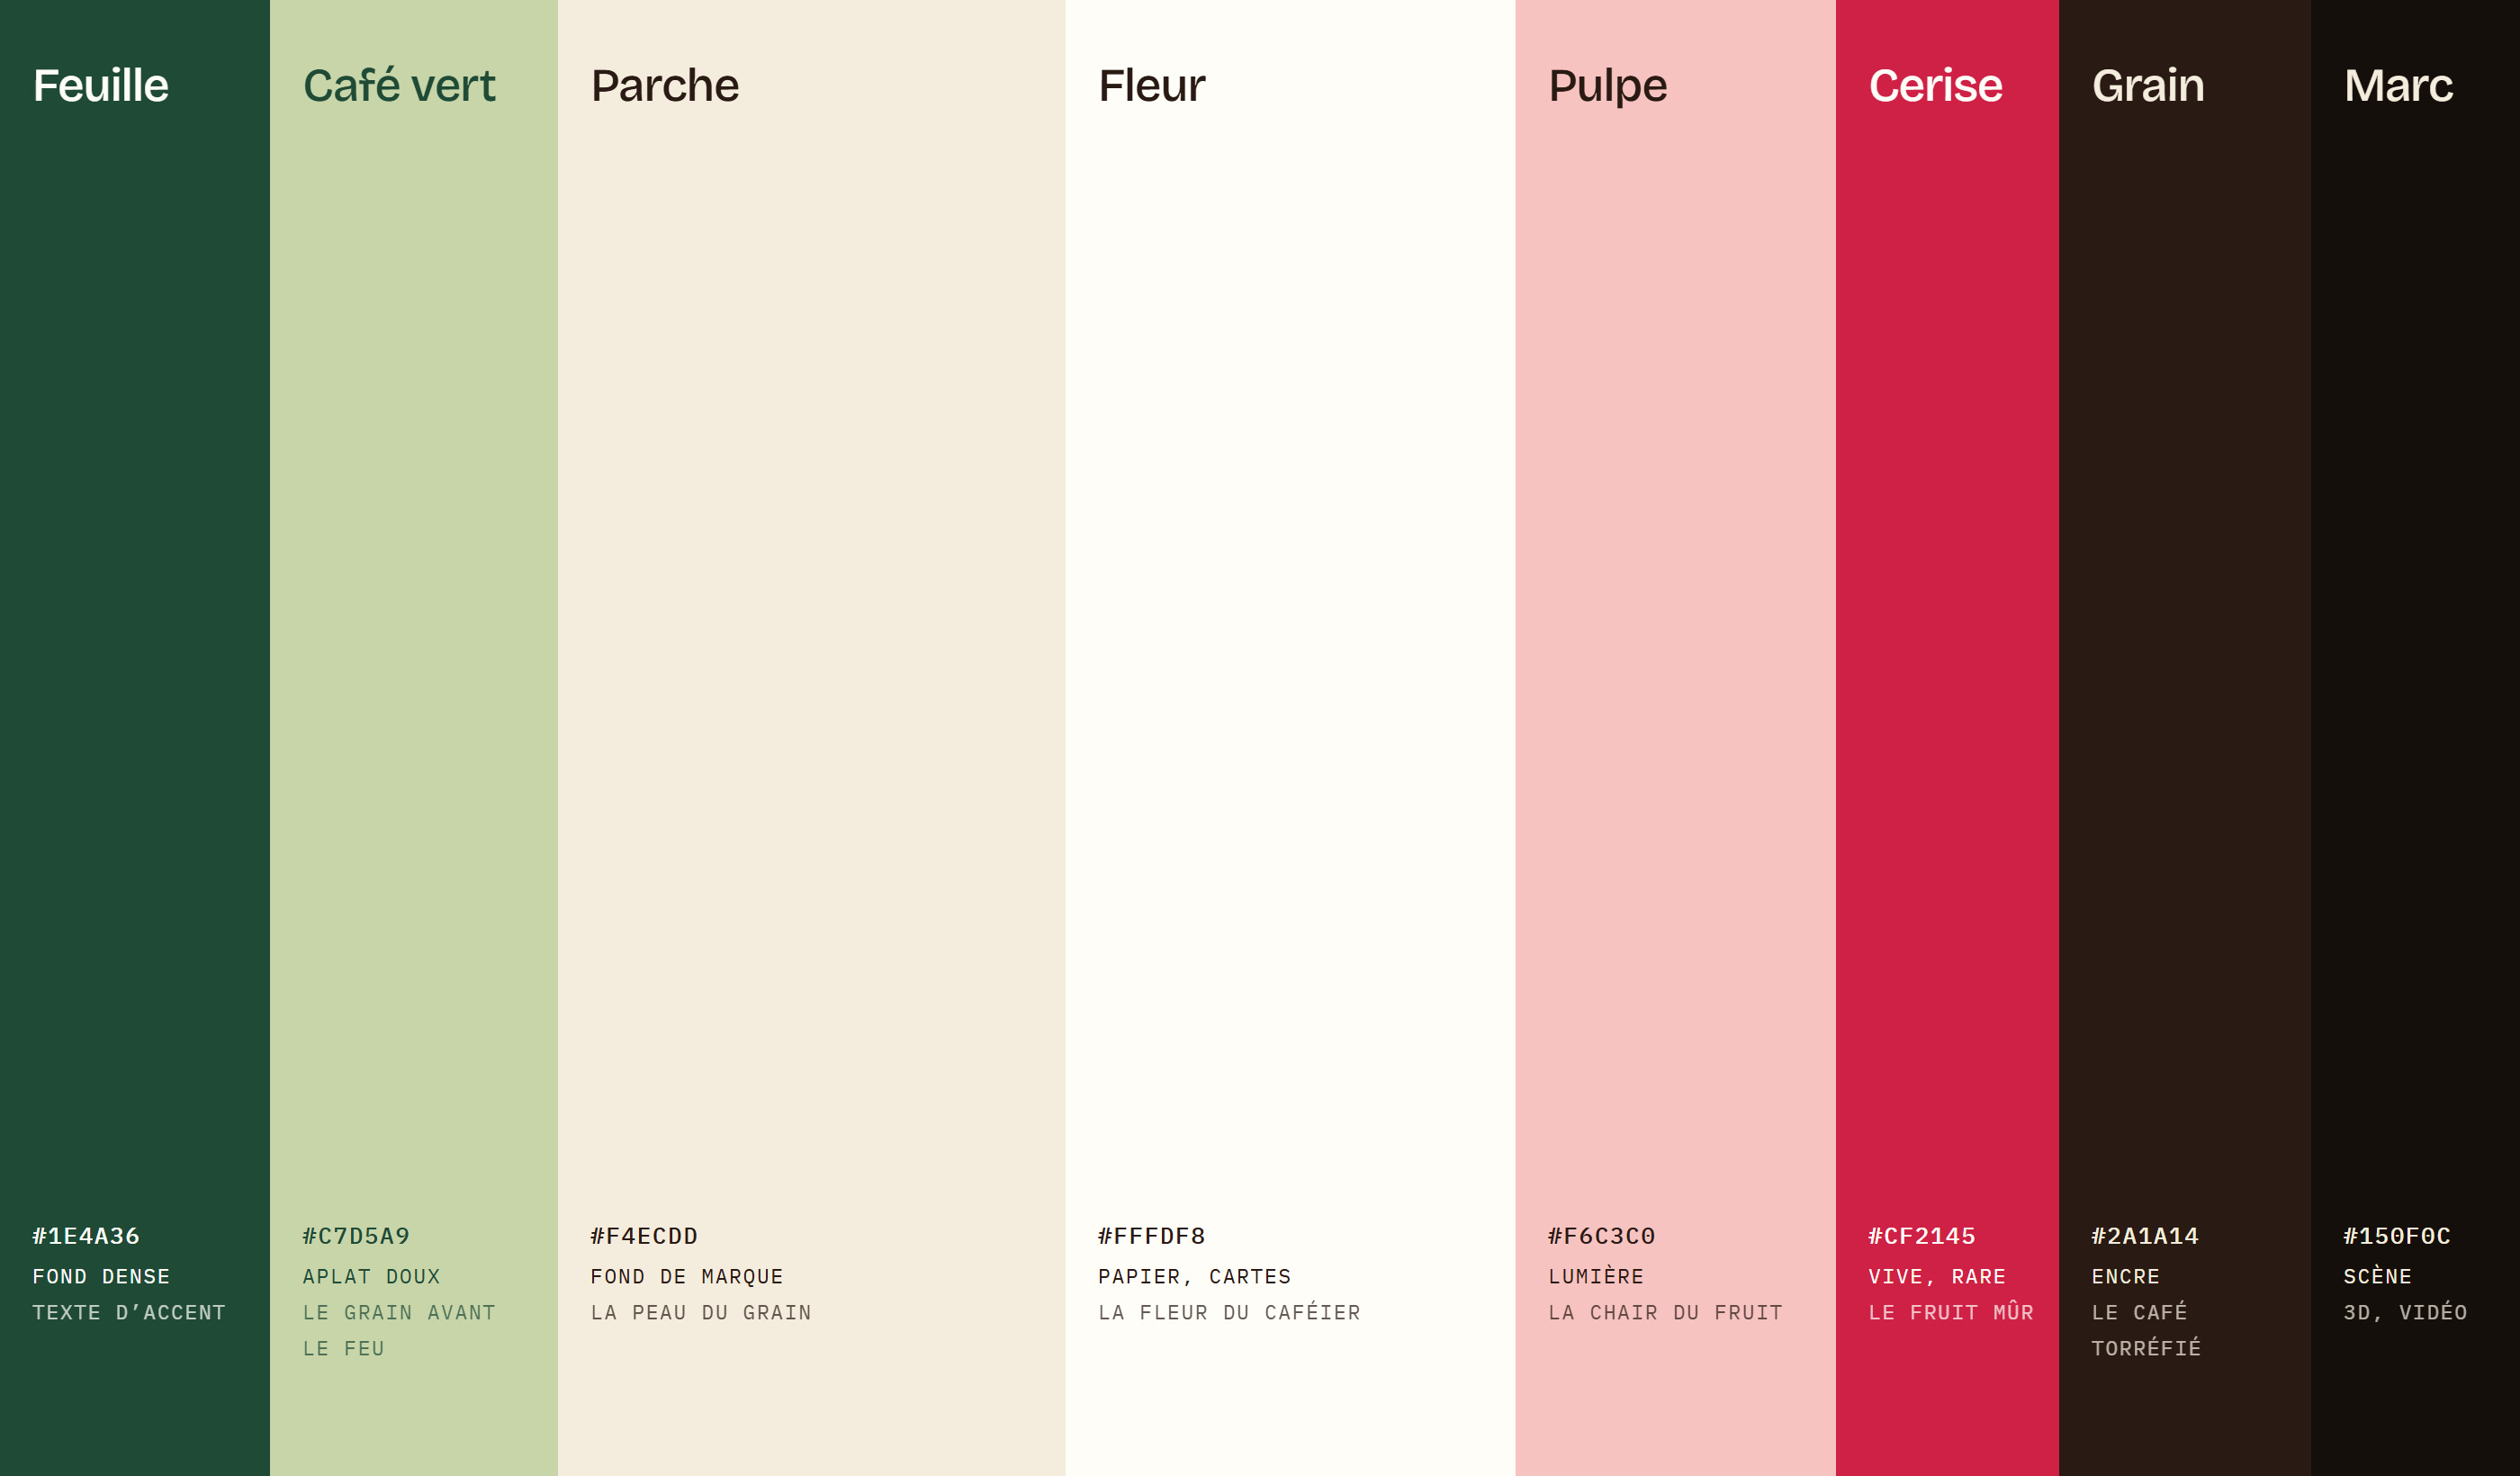 Feuille
#1E4A36
FOND DENSE
TEXTE D’ACCENT
Café vert
#C7D5A9
APLAT DOUX
LE GRAIN AVANT
LE FEU
Parche
#F4ECDD
FOND DE MARQUE
LA PEAU DU GRAIN
Fleur
#FFFDF8
PAPIER, CARTES
LA FLEUR DU CAFÉIER
Pulpe
#F6C3C0
LUMIÈRE
LA CHAIR DU FRUIT
Cerise
#CF2145
VIVE, RARE
LE FRUIT MÛR
Grain
#2A1A14
ENCRE
LE CAFÉ
TORRÉFIÉ
Marc
#150F0C
SCÈNE
3D, VIDÉO